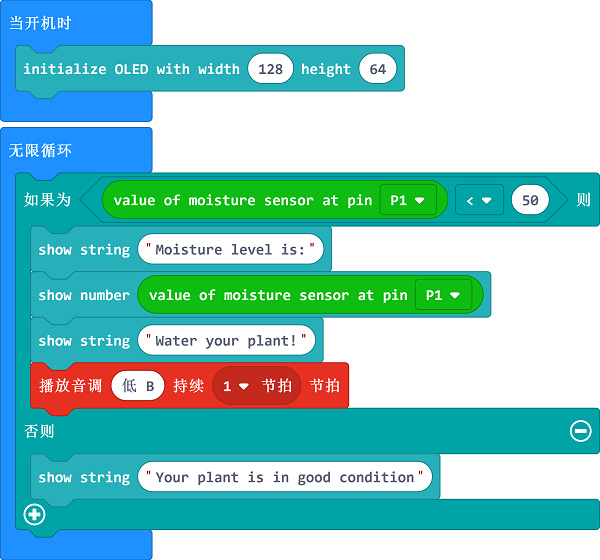 当开机时
initialize OLED with width 128 height 64
无限循环
如果为 value of moisture sensor at pin P1 < 50 则
show string "Moisture level is:"
show number value of moisture sensor at pin P1
show string "Water your plant!"
播放音调 低 B 持续 1 节拍 节拍
否则
show string "Your plant is in good condition"